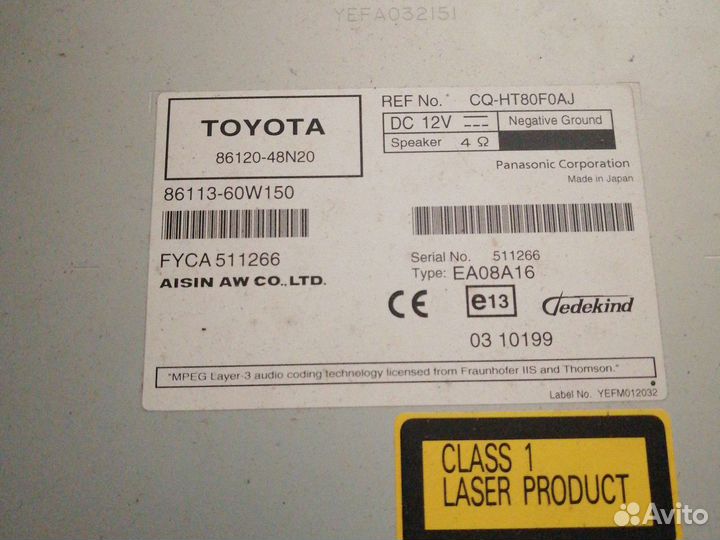 YEFA032151
TOYOTA
86120-48N20
REF No. CQ-HT80F0AJ
DC 12V Negative Ground
Speaker 4 Ω
Panasonic Corporation
Made in Japan
86113-60W150
FYCA 511266
AISIN AW CO.,LTD.
Serial No. 511266
Type: EA08A16
CE e13 Tedekind
03 10199
"MPEG Layer-3 audio coding technology licensed from Fraunhofer IIS and Thomson."
Label No. YEFM012032
CLASS 1
LASER PRODUCT
Avito